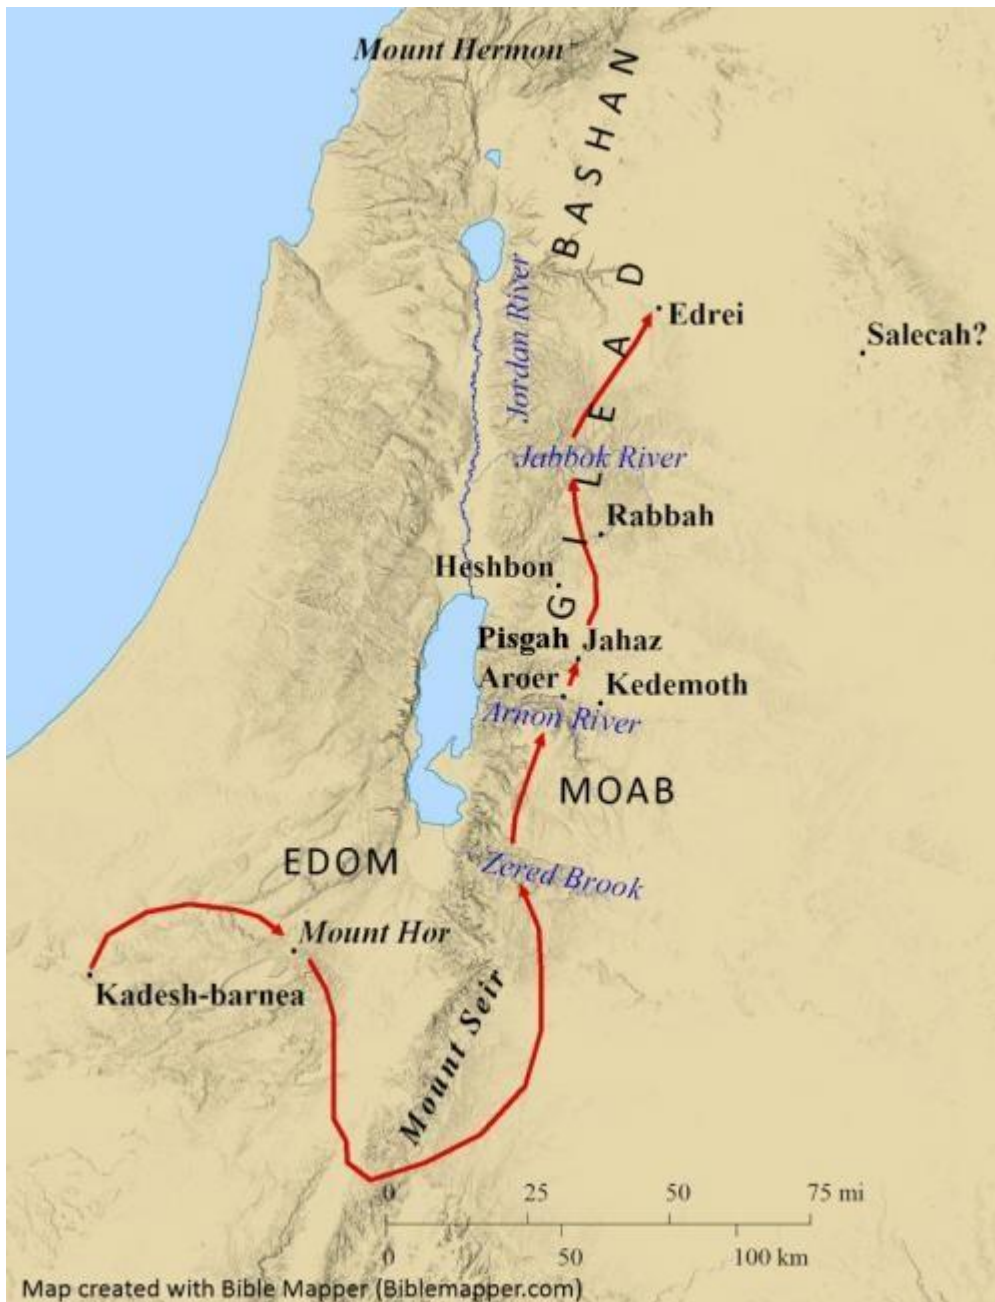 Mount Hermon
BASHAN
Jordan River
GILEAD
Edrei
Salecah?
Jabbok River
Rabbah
Heshbon
Pisgah
Jahaz
Aroer
Kedemoth
Arnon River
MOAB
EDOM
Zered Brook
Mount Hor
Kadesh-barnea
Mount Seir
0 25 50 75 mi
0 50 100 km
Map created with Bible Mapper (Biblemapper.com)